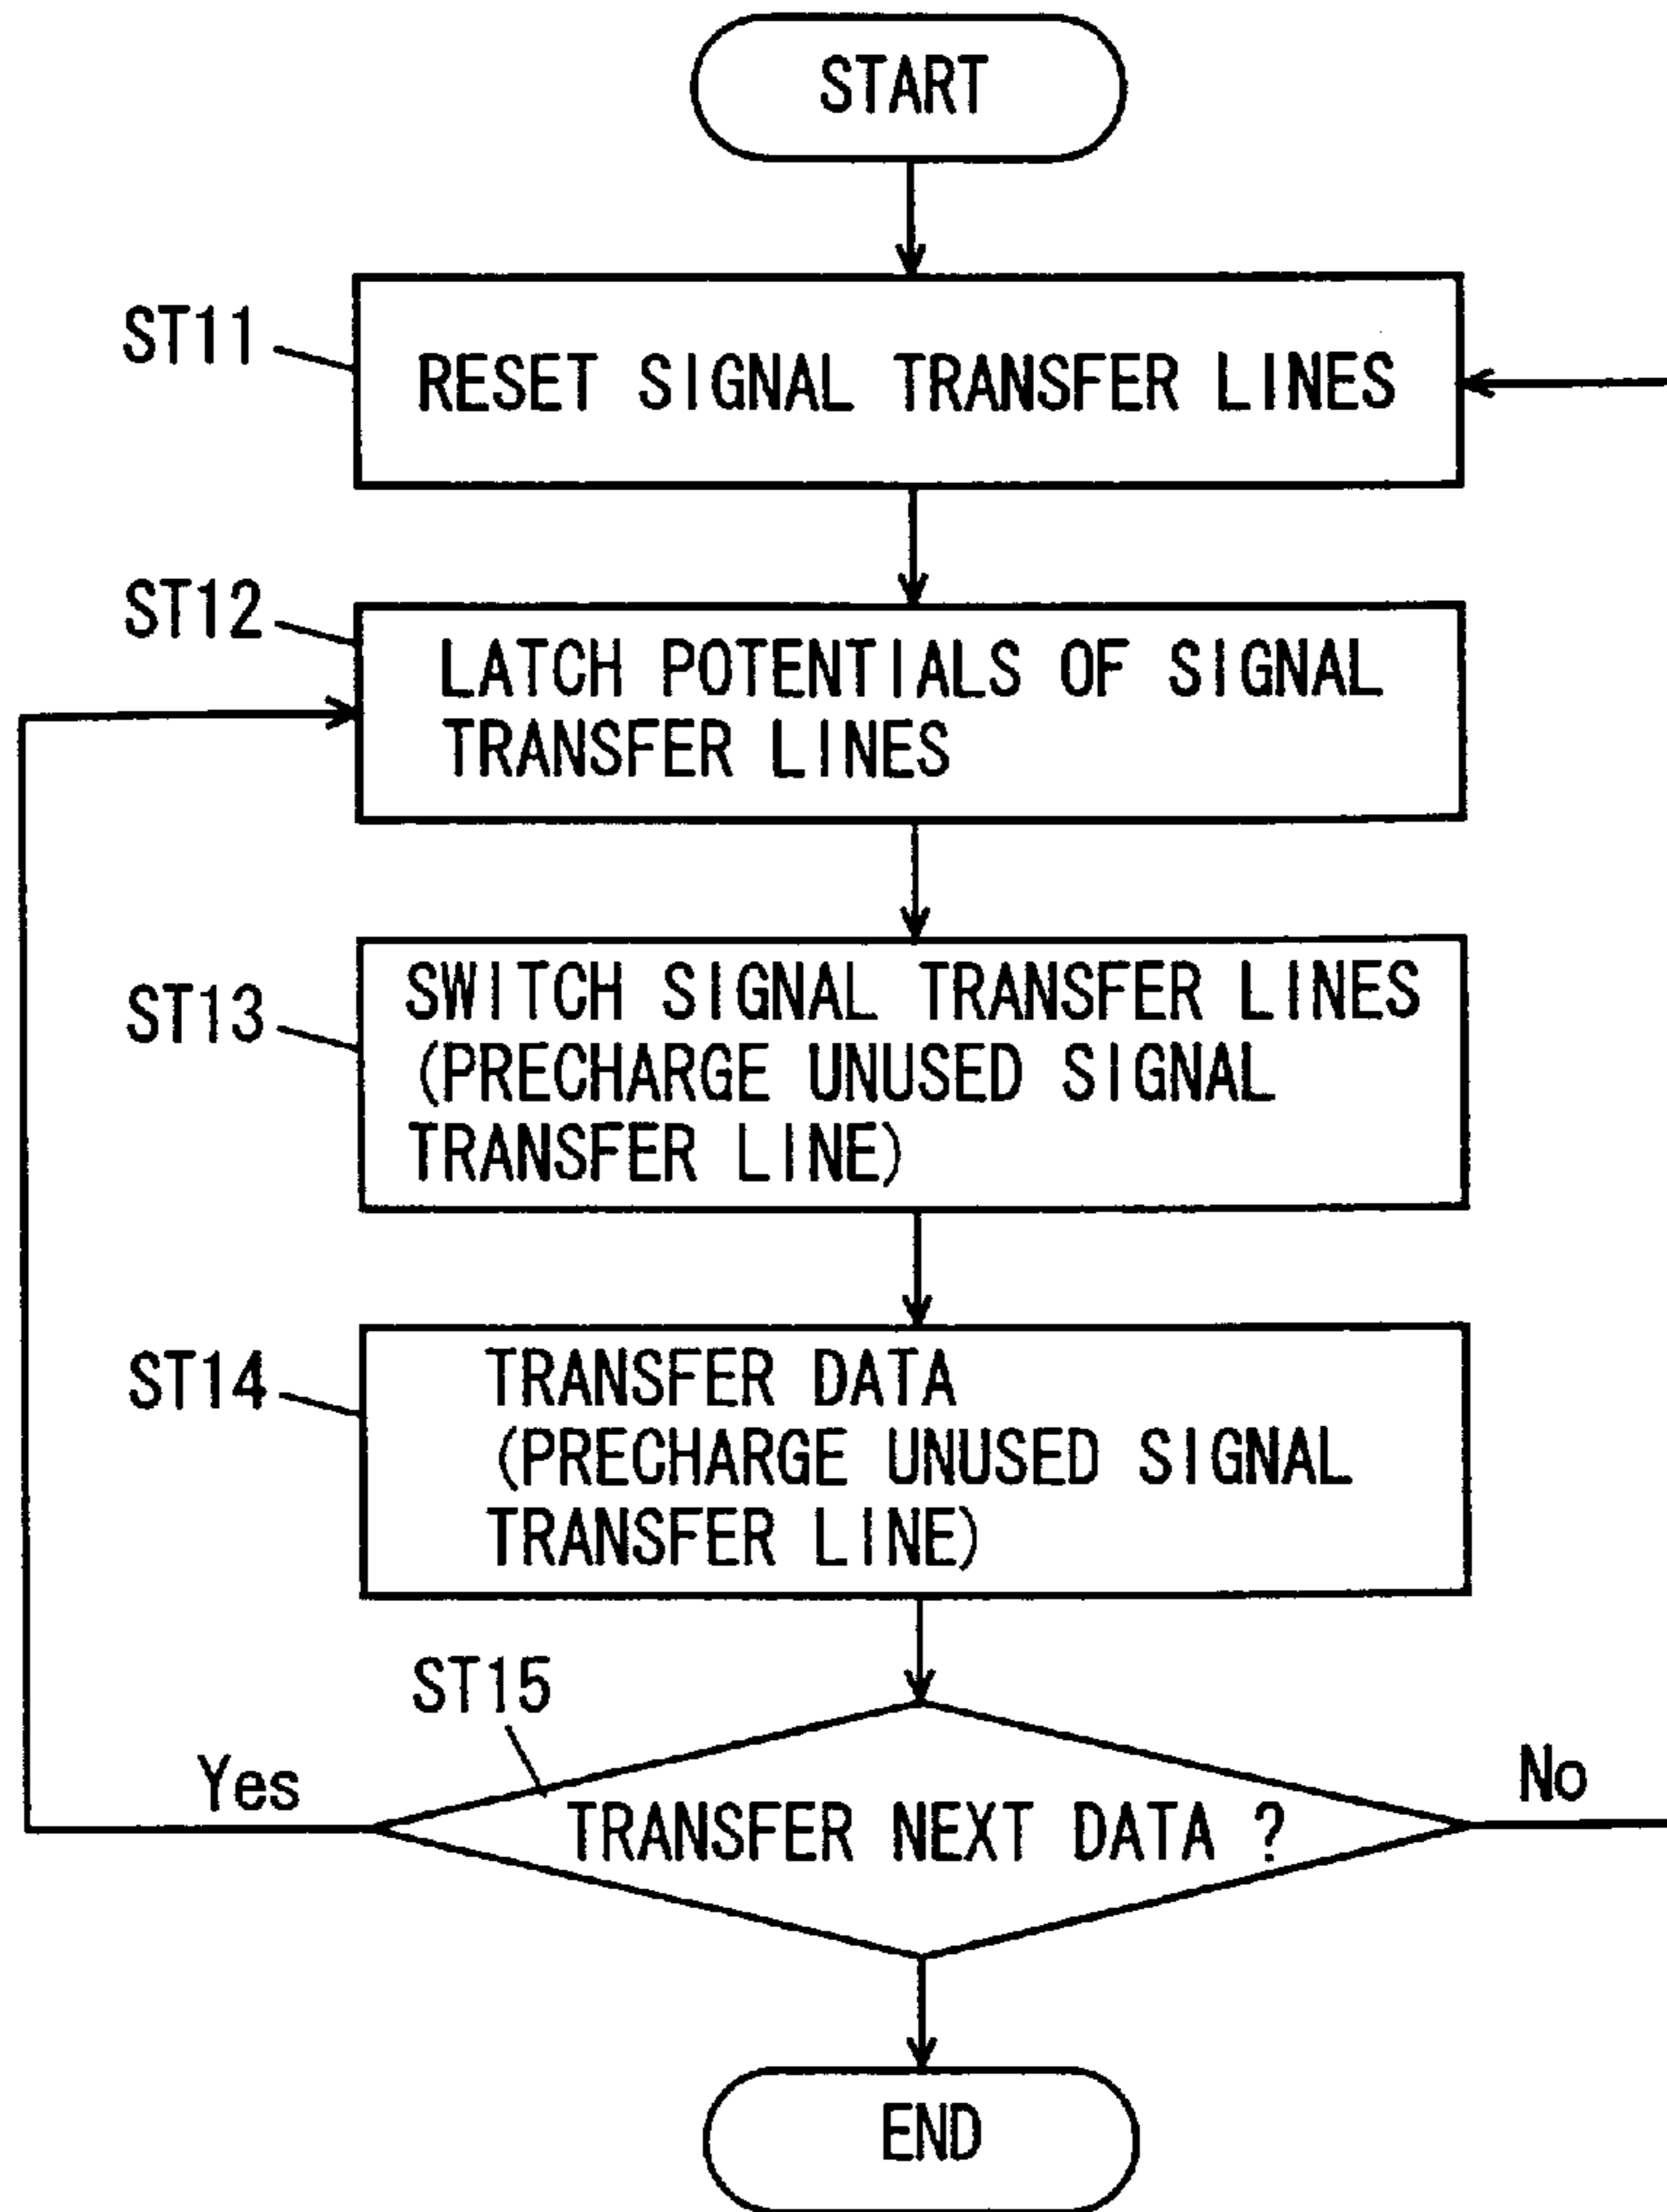 START
ST11
RESET SIGNAL TRANSFER LINES
ST12
LATCH POTENTIALS OF SIGNAL
TRANSFER LINES
ST13
SWITCH SIGNAL TRANSFER LINES
(PRECHARGE UNUSED SIGNAL
TRANSFER LINE)
ST14
TRANSFER DATA
(PRECHARGE UNUSED SIGNAL
TRANSFER LINE)
ST15
Yes
TRANSFER NEXT DATA ?
No
END